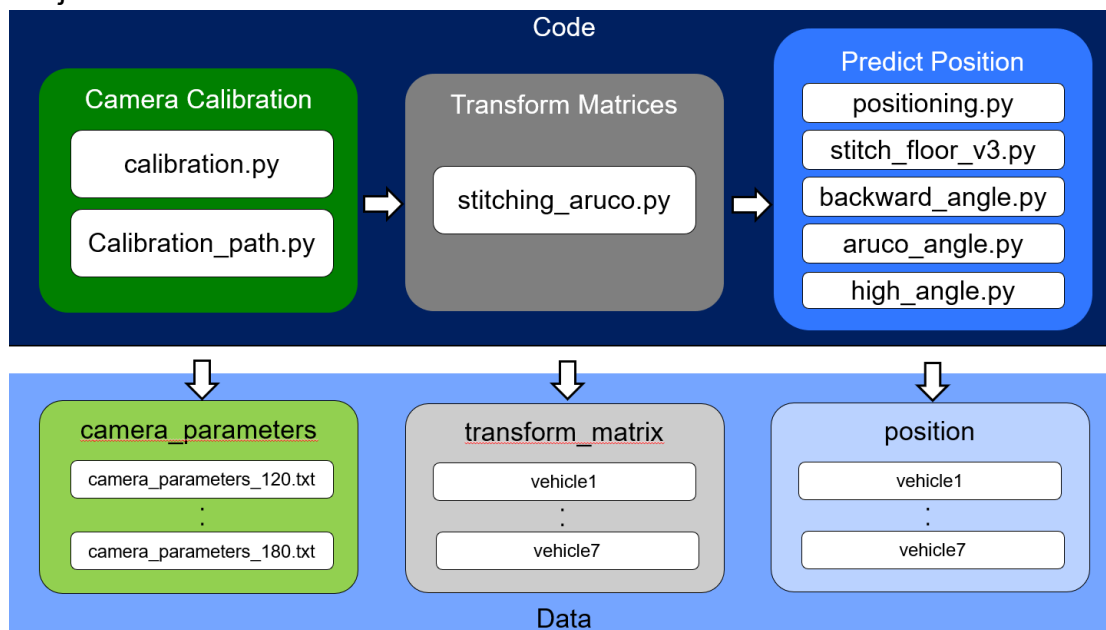 Code
Camera Calibration
calibration.py
Calibration_path.py
Transform Matrices
stitching_aruco.py
Predict Position
positioning.py
stitch_floor_v3.py
backward_angle.py
aruco_angle.py
high_angle.py
camera_parameters
camera_parameters_120.txt
:
camera_parameters_180.txt
transform_matrix
vehicle1
:
vehicle7
position
vehicle1
:
vehicle7
Data